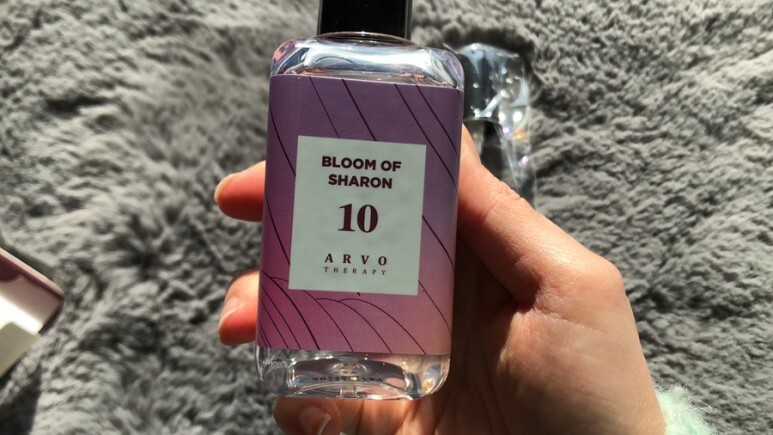 BLOOM OF
SHARON
10
ARVO
THERAPY